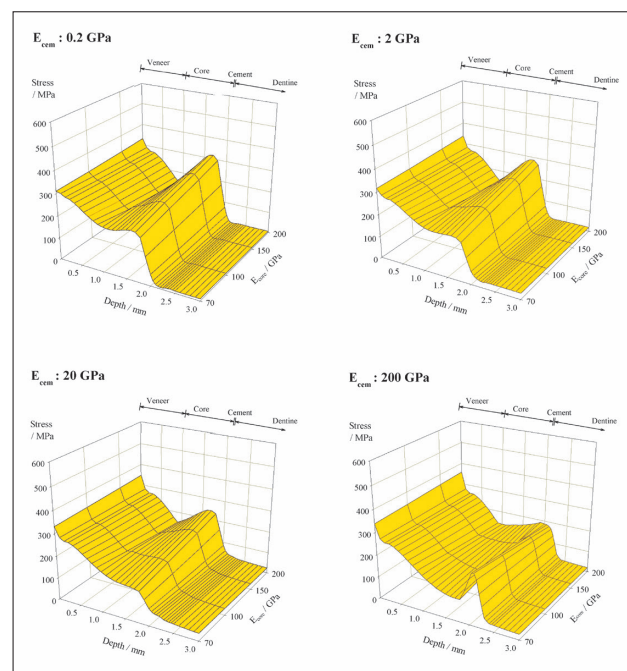 E_cem : 0.2 GPa
Veneer
Core
Cement
Dentine
Stress
/ MPa
600
500
400
300
200
100
0
0.5
1.0
1.5
2.0
2.5
3.0
Depth / mm
70
100
150
200
E_core / GPa
E_cem : 2 GPa
Veneer
Core
Cement
Dentine
Stress
/ MPa
600
500
400
300
200
100
0
0.5
1.0
1.5
2.0
2.5
3.0
Depth / mm
70
100
150
200
E_core / GPa
E_cem : 20 GPa
Veneer
Core
Cement
Dentine
Stress
/ MPa
600
500
400
300
200
100
0
0.5
1.0
1.5
2.0
2.5
3.0
Depth / mm
70
100
150
200
E_core / GPa
E_cem : 200 GPa
Veneer
Core
Cement
Dentine
Stress
/ MPa
600
500
400
300
200
100
0
0.5
1.0
1.5
2.0
2.5
3.0
Depth / mm
70
100
150
200
E_core / GPa